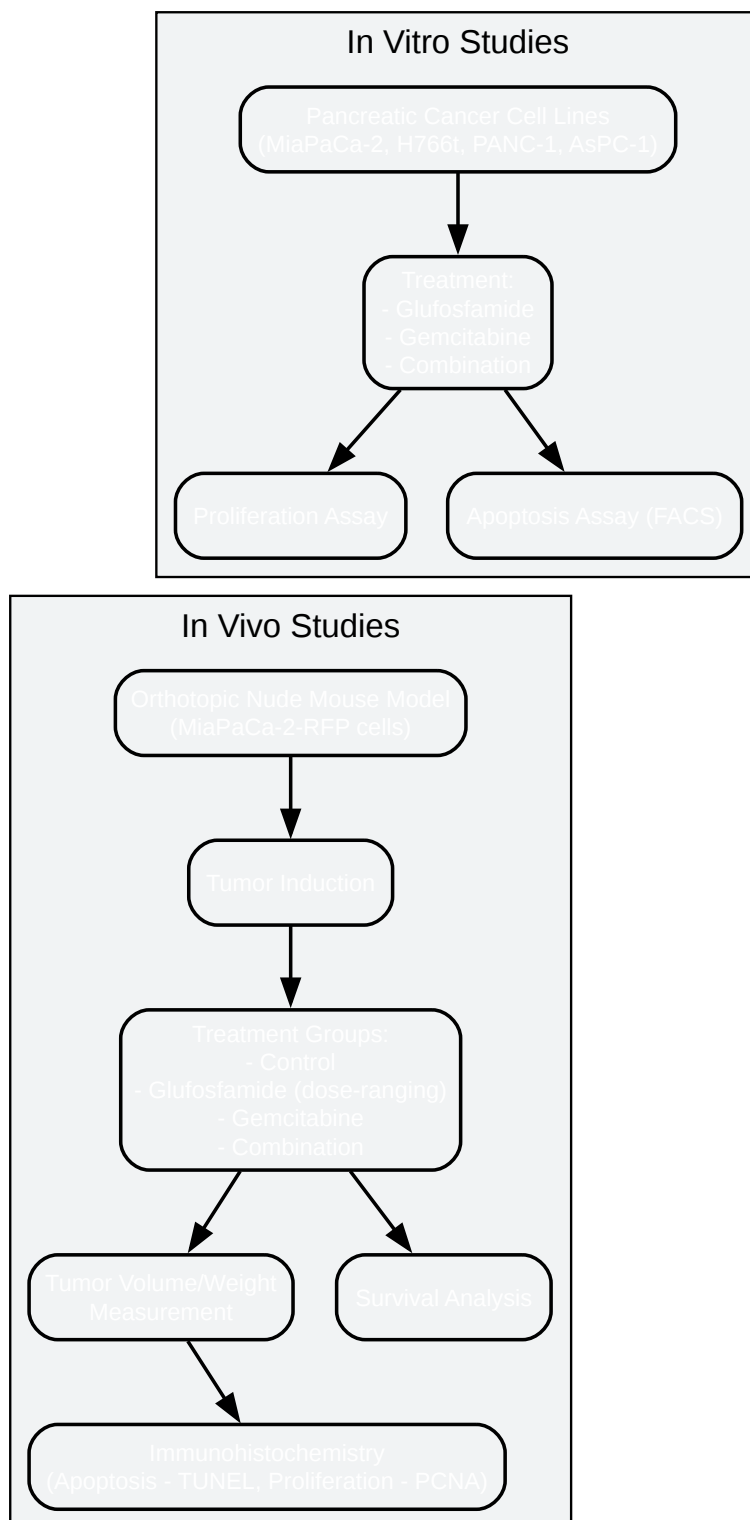 In Vitro Studies
Pancreatic Cancer Cell Lines
(MiaPaCa-2, H766t, PANC-1, AsPC-1)
Treatment:
- Glufosfamide
- Gemcitabine
- Combination
Proliferation Assay
Apoptosis Assay (FACS)
In Vivo Studies
Orthotopic Nude Mouse Model
(MiaPaCa-2-RFP cells)
Tumor Induction
Treatment Groups:
- Control
- Glufosfamide (dose-ranging)
- Gemcitabine
- Combination
Tumor Volume/Weight
Measurement
Survival Analysis
Immunohistochemistry
(Apoptosis - TUNEL, Proliferation - PCNA)